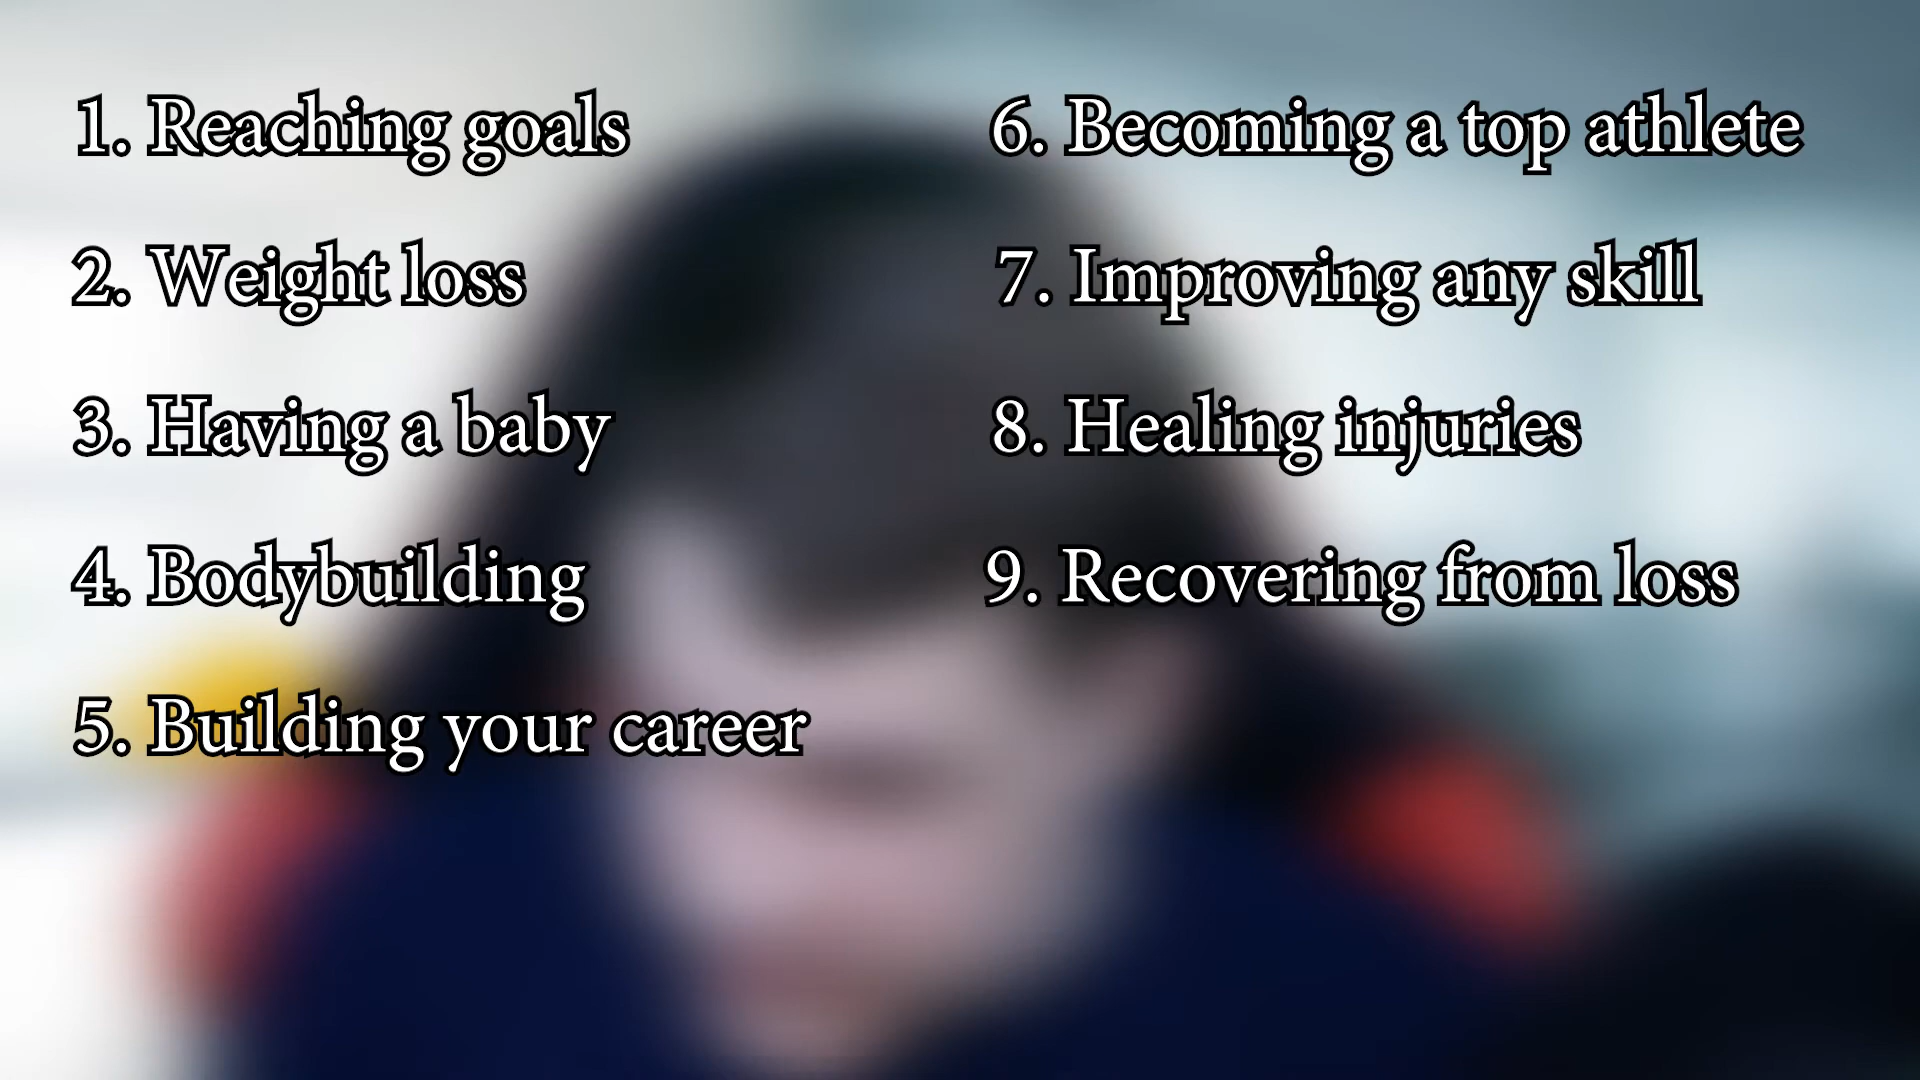 1. Reaching goals
2. Weight loss
3. Having a baby
4. Bodybuilding
5. Building your career
6. Becoming a top athlete
7. Improving any skill
8. Healing injuries
9. Recovering from loss